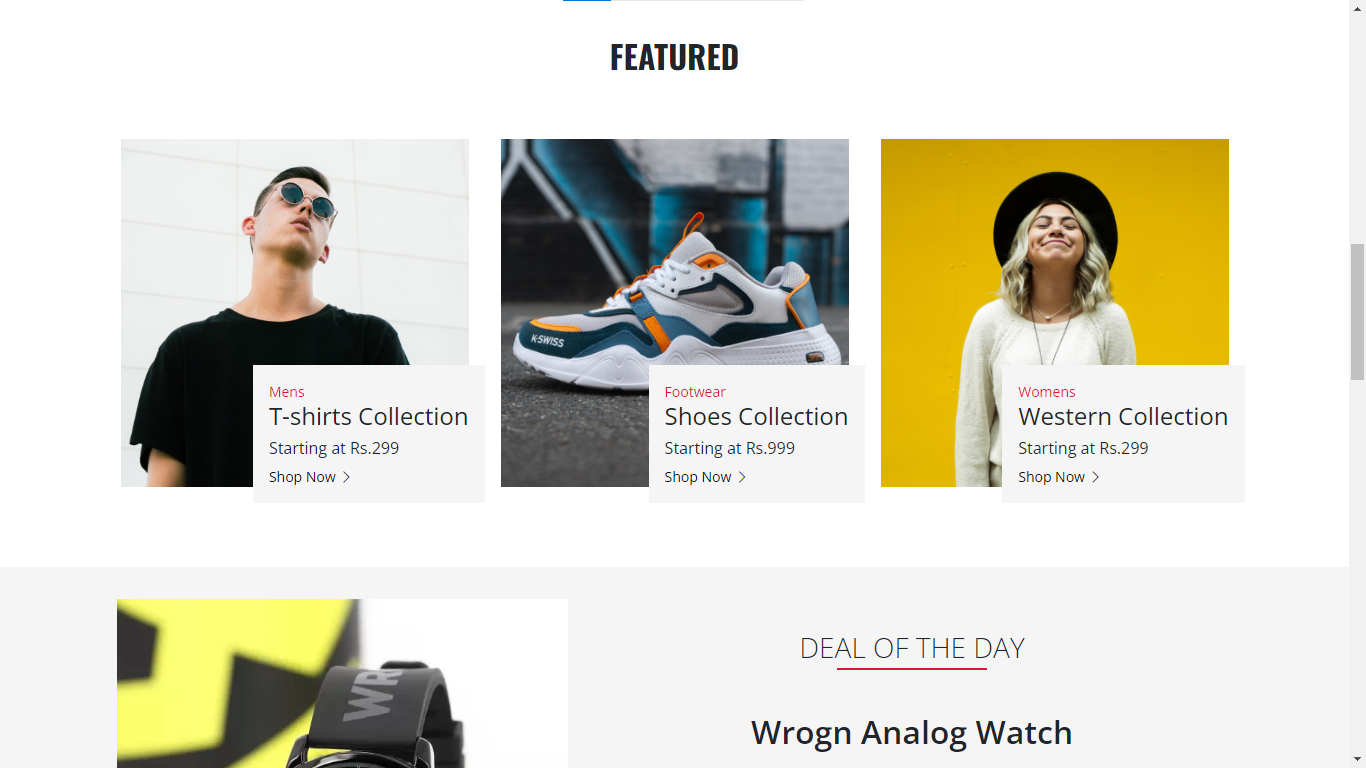 FEATURED
K·SWISS
Mens
T-shirts Collection
Starting at Rs.299
Shop Now
Footwear
Shoes Collection
Starting at Rs.999
Shop Now
Womens
Western Collection
Starting at Rs.299
Shop Now
DEAL OF THE DAY
WR
Wrogn Analog Watch